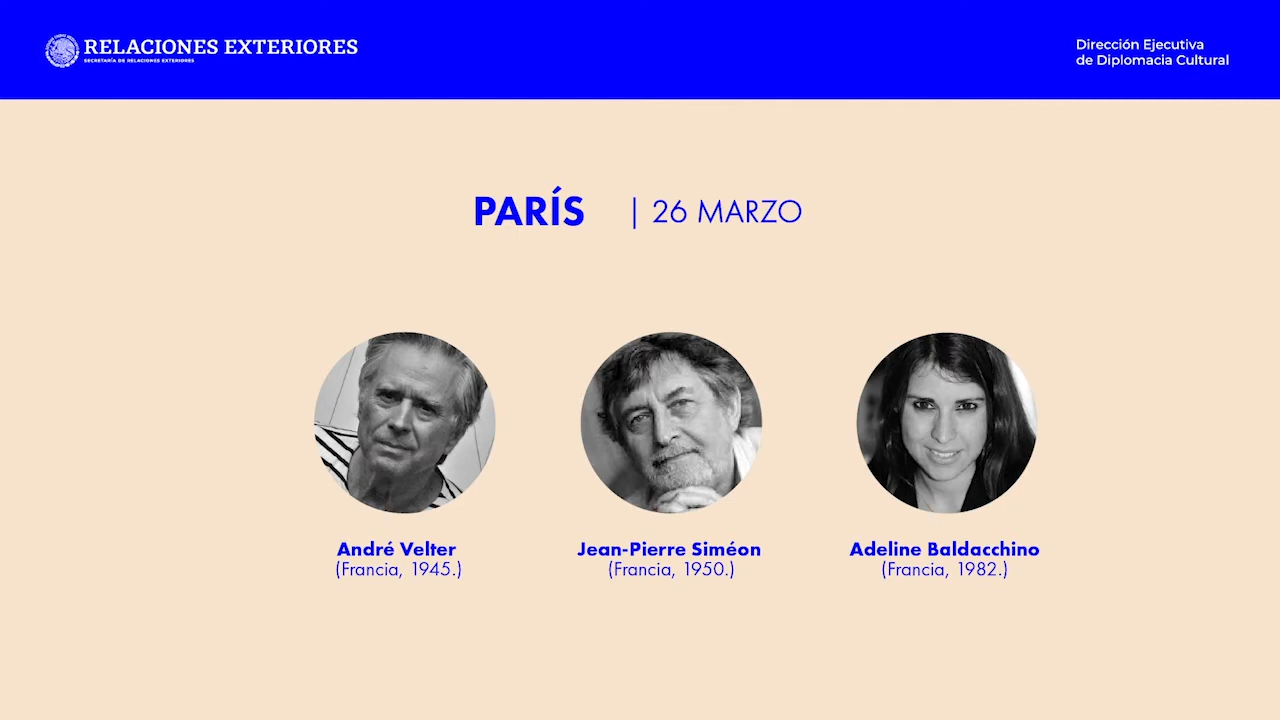 RELACIONES EXTERIORES
SECRETARÍA DE RELACIONES EXTERIORES
Dirección Ejecutiva
de Diplomacia Cultural
PARÍS | 26 MARZO
André Velter
(Francia, 1945.)
Jean-Pierre Siméon
(Francia, 1950.)
Adeline Baldacchino
(Francia, 1982.)